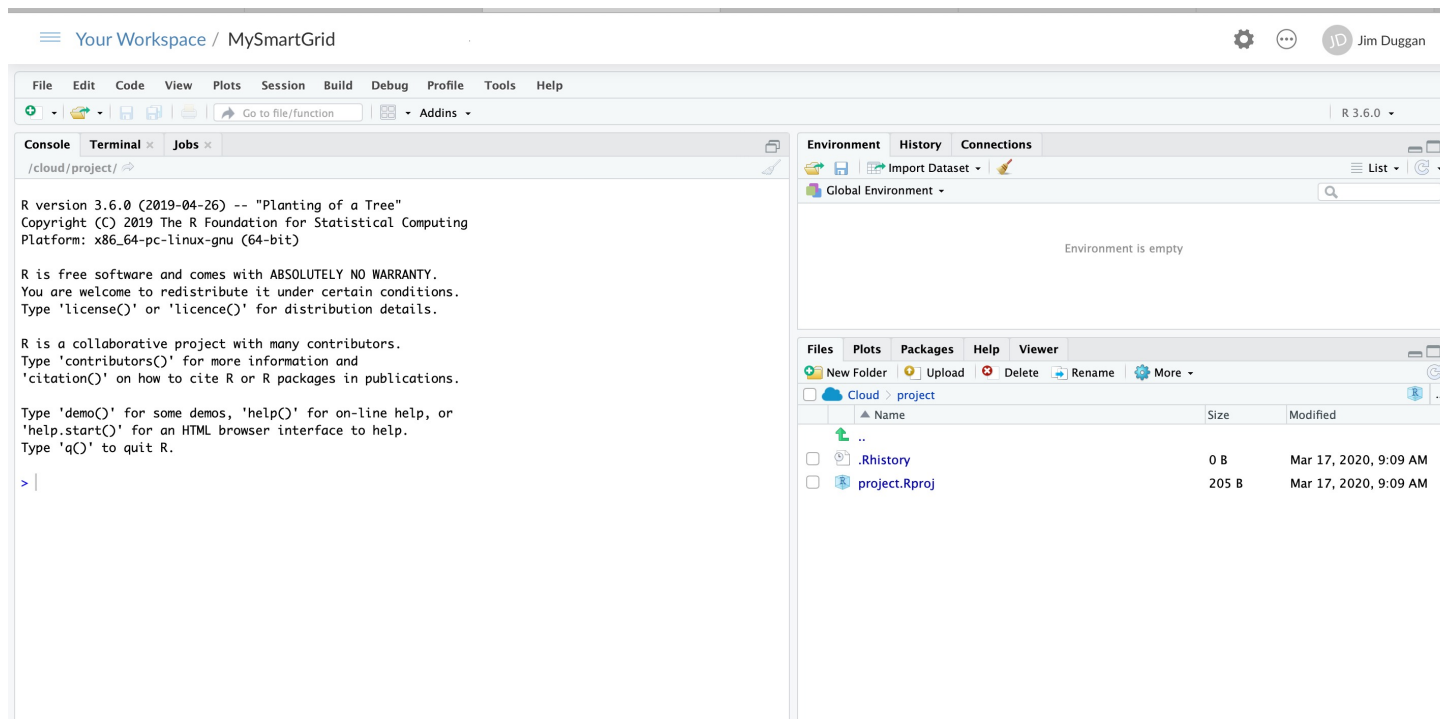 Your Workspace / MySmartGrid
JD Jim Duggan
File Edit Code View Plots Session Build Debug Profile Tools Help
Go to file/function Addins R 3.6.0
Console Terminal Jobs
/cloud/project/
R version 3.6.0 (2019-04-26) -- "Planting of a Tree"
Copyright (C) 2019 The R Foundation for Statistical Computing
Platform: x86_64-pc-linux-gnu (64-bit)
R is free software and comes with ABSOLUTELY NO WARRANTY.
You are welcome to redistribute it under certain conditions.
Type 'license()' or 'licence()' for distribution details.
R is a collaborative project with many contributors.
Type 'contributors()' for more information and
'citation()' on how to cite R or R packages in publications.
Type 'demo()' for some demos, 'help()' for on-line help, or
'help.start()' for an HTML browser interface to help.
Type 'q()' to quit R.
>
Environment History Connections
Import Dataset List
Global Environment
Environment is empty
Files Plots Packages Help Viewer
New Folder Upload Delete Rename More
Cloud > project
Name Size Modified
..
.Rhistory 0 B Mar 17, 2020, 9:09 AM
project.Rproj 205 B Mar 17, 2020, 9:09 AM